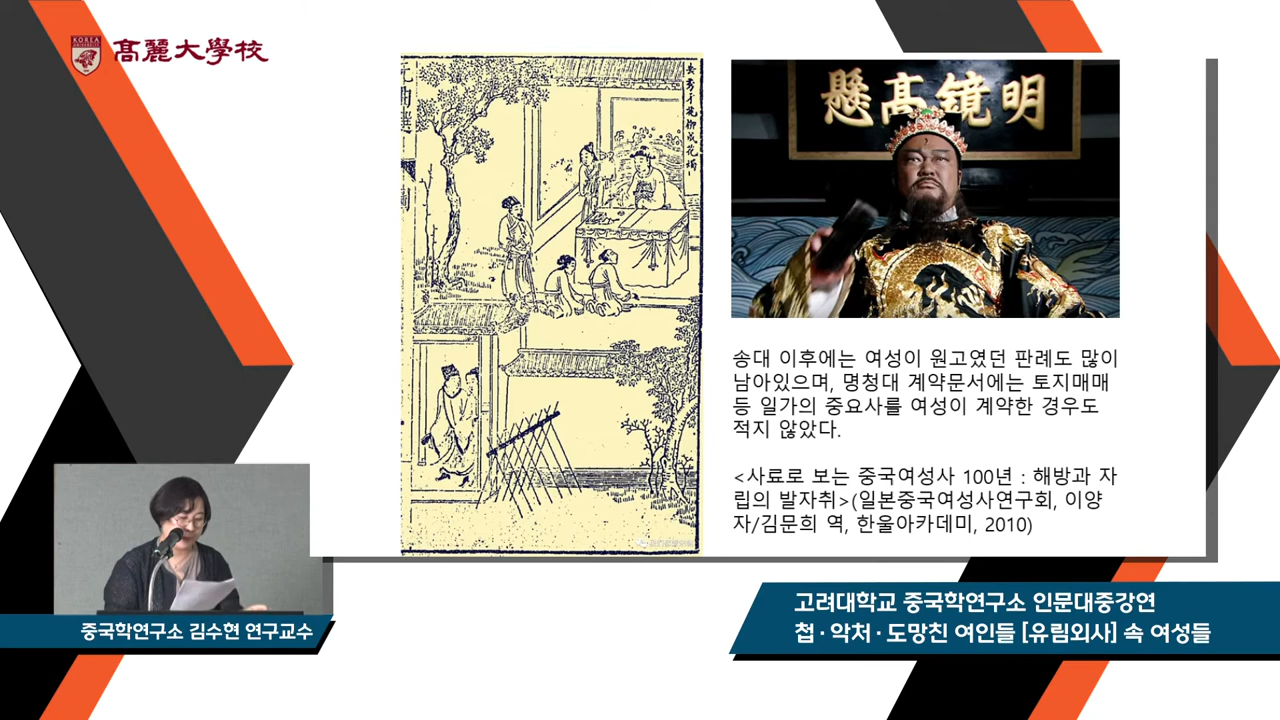 KOREA
UNIVERSITY
高麗大學校
明鏡高懸
송대 이후에는 여성이 원고였던 판례도 많이
남아있으며, 명청대 계약문서에는 토지매매
등 일가의 중요사를 여성이 계약한 경우도
적지 않았다.
<사료로 보는 중국여성사 100년 : 해방과 자
립의 발자취>(일본중국여성사연구회, 이양
자/김문희 역, 한울아카데미, 2010)
중국학연구소 김수현 연구교수
고려대학교 중국학연구소 인문대중강연
첩·악처·도망친 여인들 [유림외사] 속 여성들